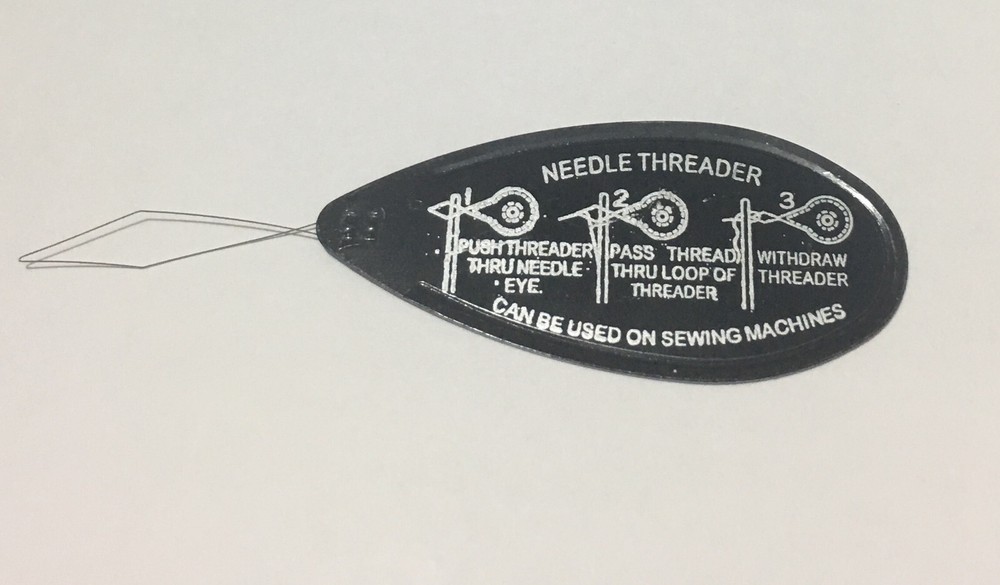 NEEDLE THREADER
1
PUSH THREADER
THRU NEEDLE
EYE.
2
PASS THREAD
THRU LOOP OF
THREADER
3
WITHDRAW
THREADER
CAN BE USED ON SEWING MACHINES